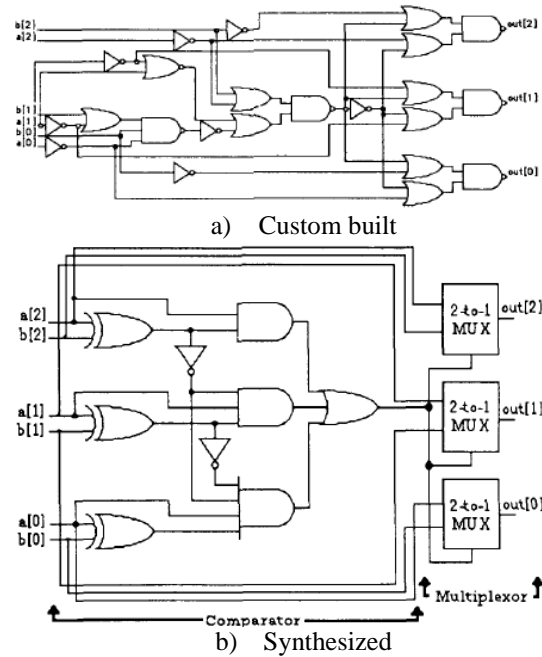 b[2]
a[2]
b[1]
a[1]
b[0]
a[0]
out[2]
out[1]
out[0]
a) Custom built
a[2]
b[2]
a[1]
b[1]
a[0]
b[0]
2-to-1
MUX
out[2]
2-to-1
MUX
out[1]
2-to-1
MUX
out[0]
Comparator
Multiplexor
b) Synthesized